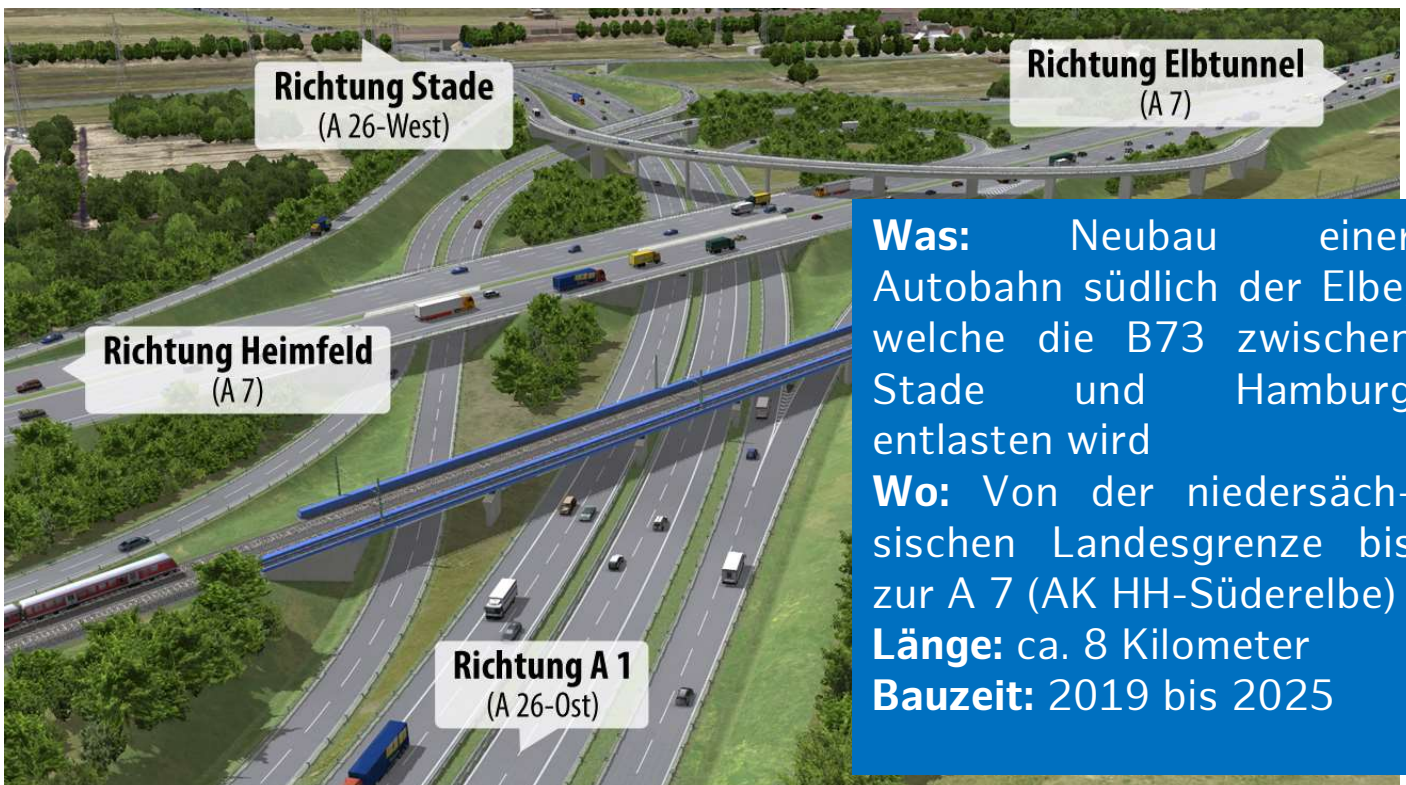 Richtung Stade
(A 26-West)
Richtung Elbtunnel
(A 7)
Richtung Heimfeld
(A 7)
Richtung A 1
(A 26-Ost)
Was: Neubau einer
Autobahn südlich der Elbe,
welche die B73 zwischen
Stade und Hamburg
entlasten wird
Wo: Von der niedersäch-
sischen Landesgrenze bis
zur A 7 (AK HH-Süderelbe)
Länge: ca. 8 Kilometer
Bauzeit: 2019 bis 2025